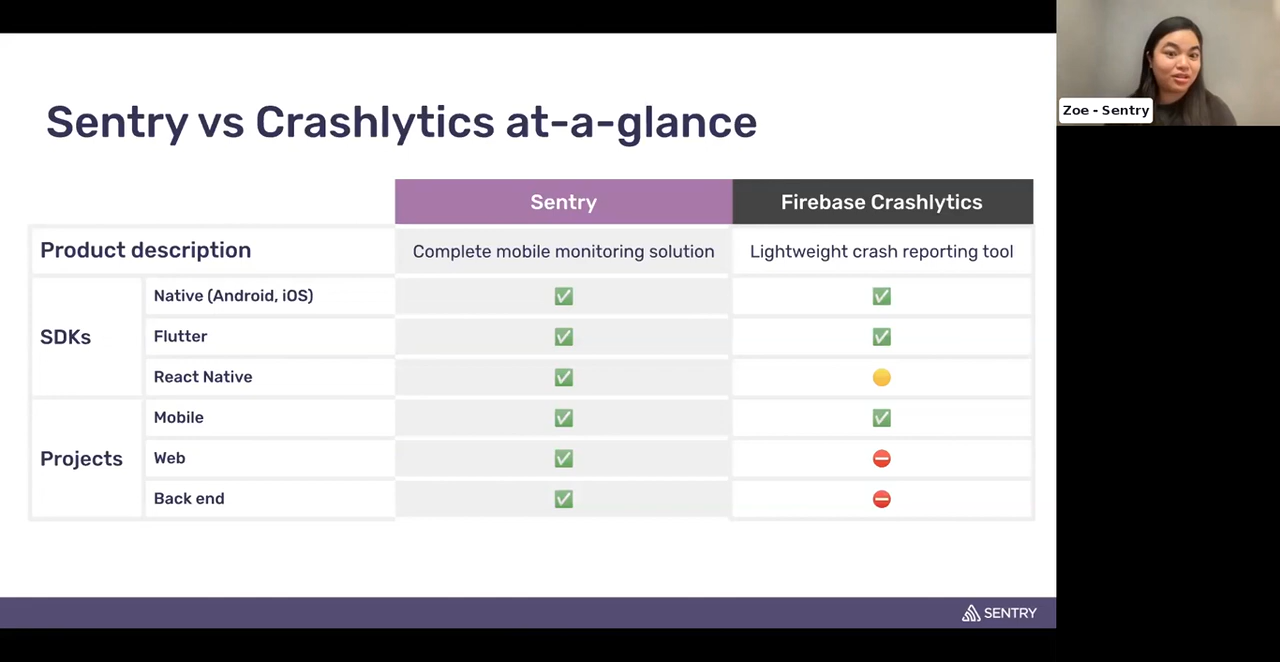 Sentry vs Crashlytics at-a-glance
Zoe - Sentry
Sentry
Firebase Crashlytics
Product description
Complete mobile monitoring solution
Lightweight crash reporting tool
SDKs
Native (Android, iOS)
✅
✅
Flutter
✅
✅
React Native
✅
🟡
Projects
Mobile
✅
✅
Web
✅
⛔
Back end
✅
⛔
SENTRY